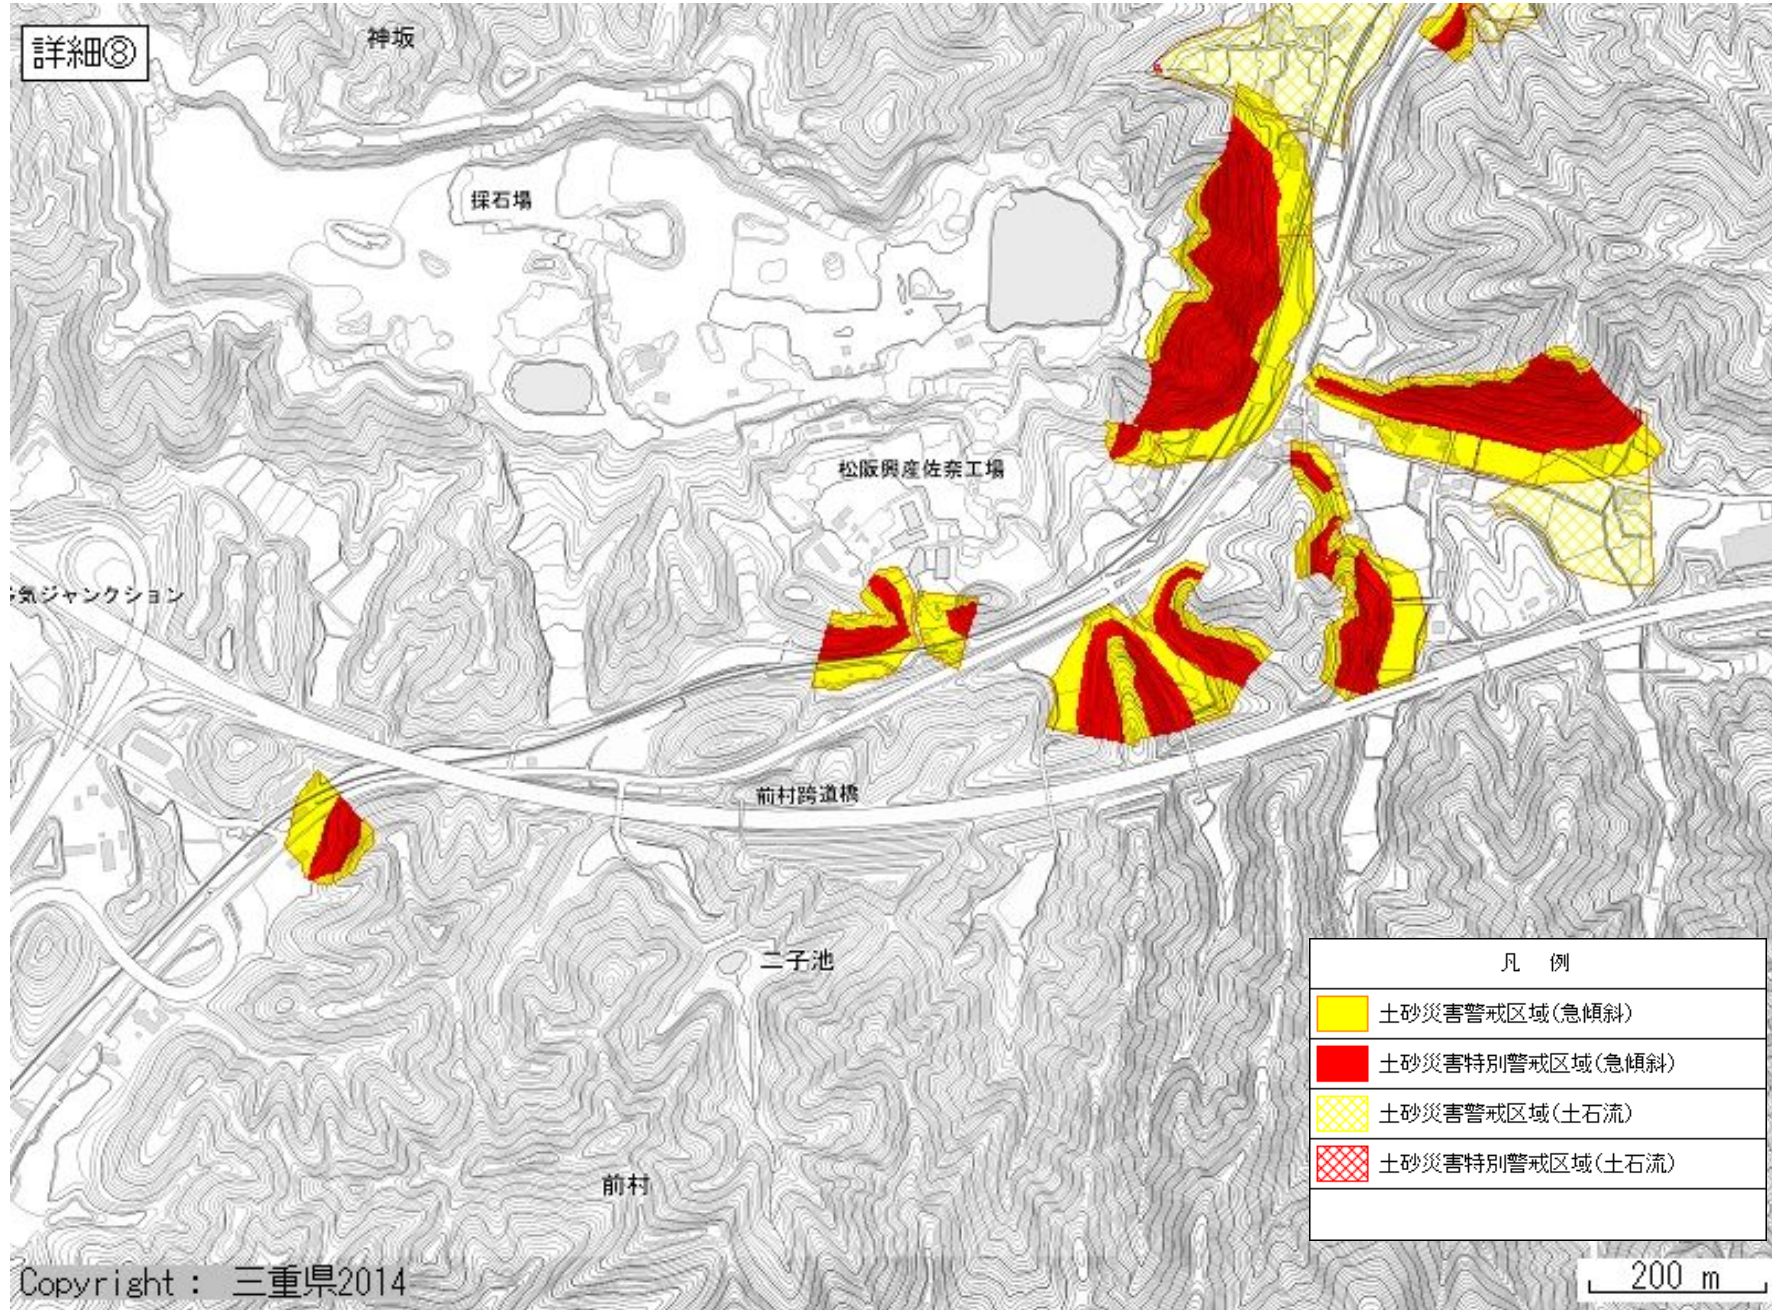 詳細⑧
神坂
採石場
松阪興産佐奈工場
気ジャンクション
前村跨道橋
二子池
前村
凡 例
土砂災害警戒区域(急傾斜)
土砂災害特別警戒区域(急傾斜)
土砂災害警戒区域(土石流)
土砂災害特別警戒区域(土石流)
Copyright : 三重県2014
200 m